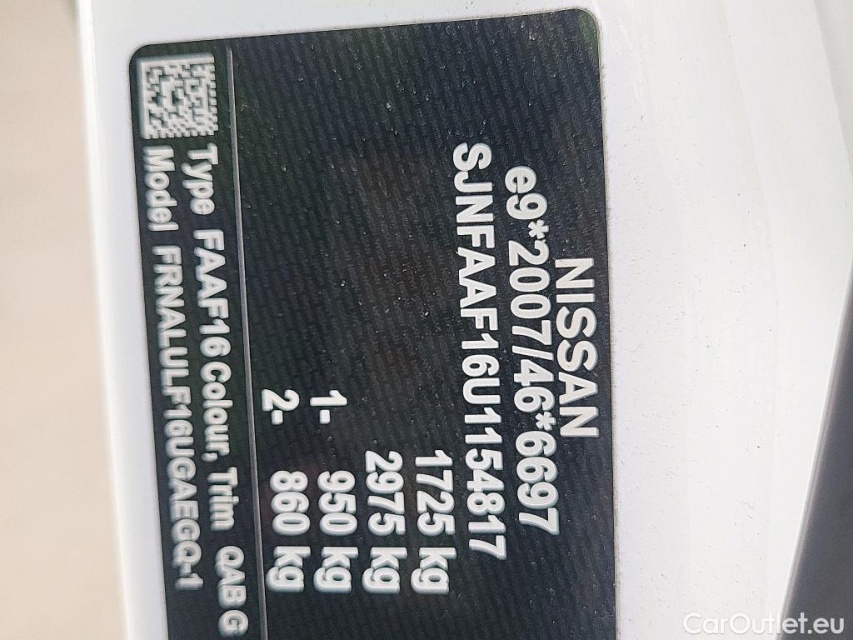 NISSAN
e9*2007/46*6697
SJNFAAF16U1154817
1725 kg
2975 kg
1- 950 kg
2- 860 kg
Type FAAF16 Colour, Trim QAB G
Model FRNALULF16UGAEGQ-1
CarOutlet.eu